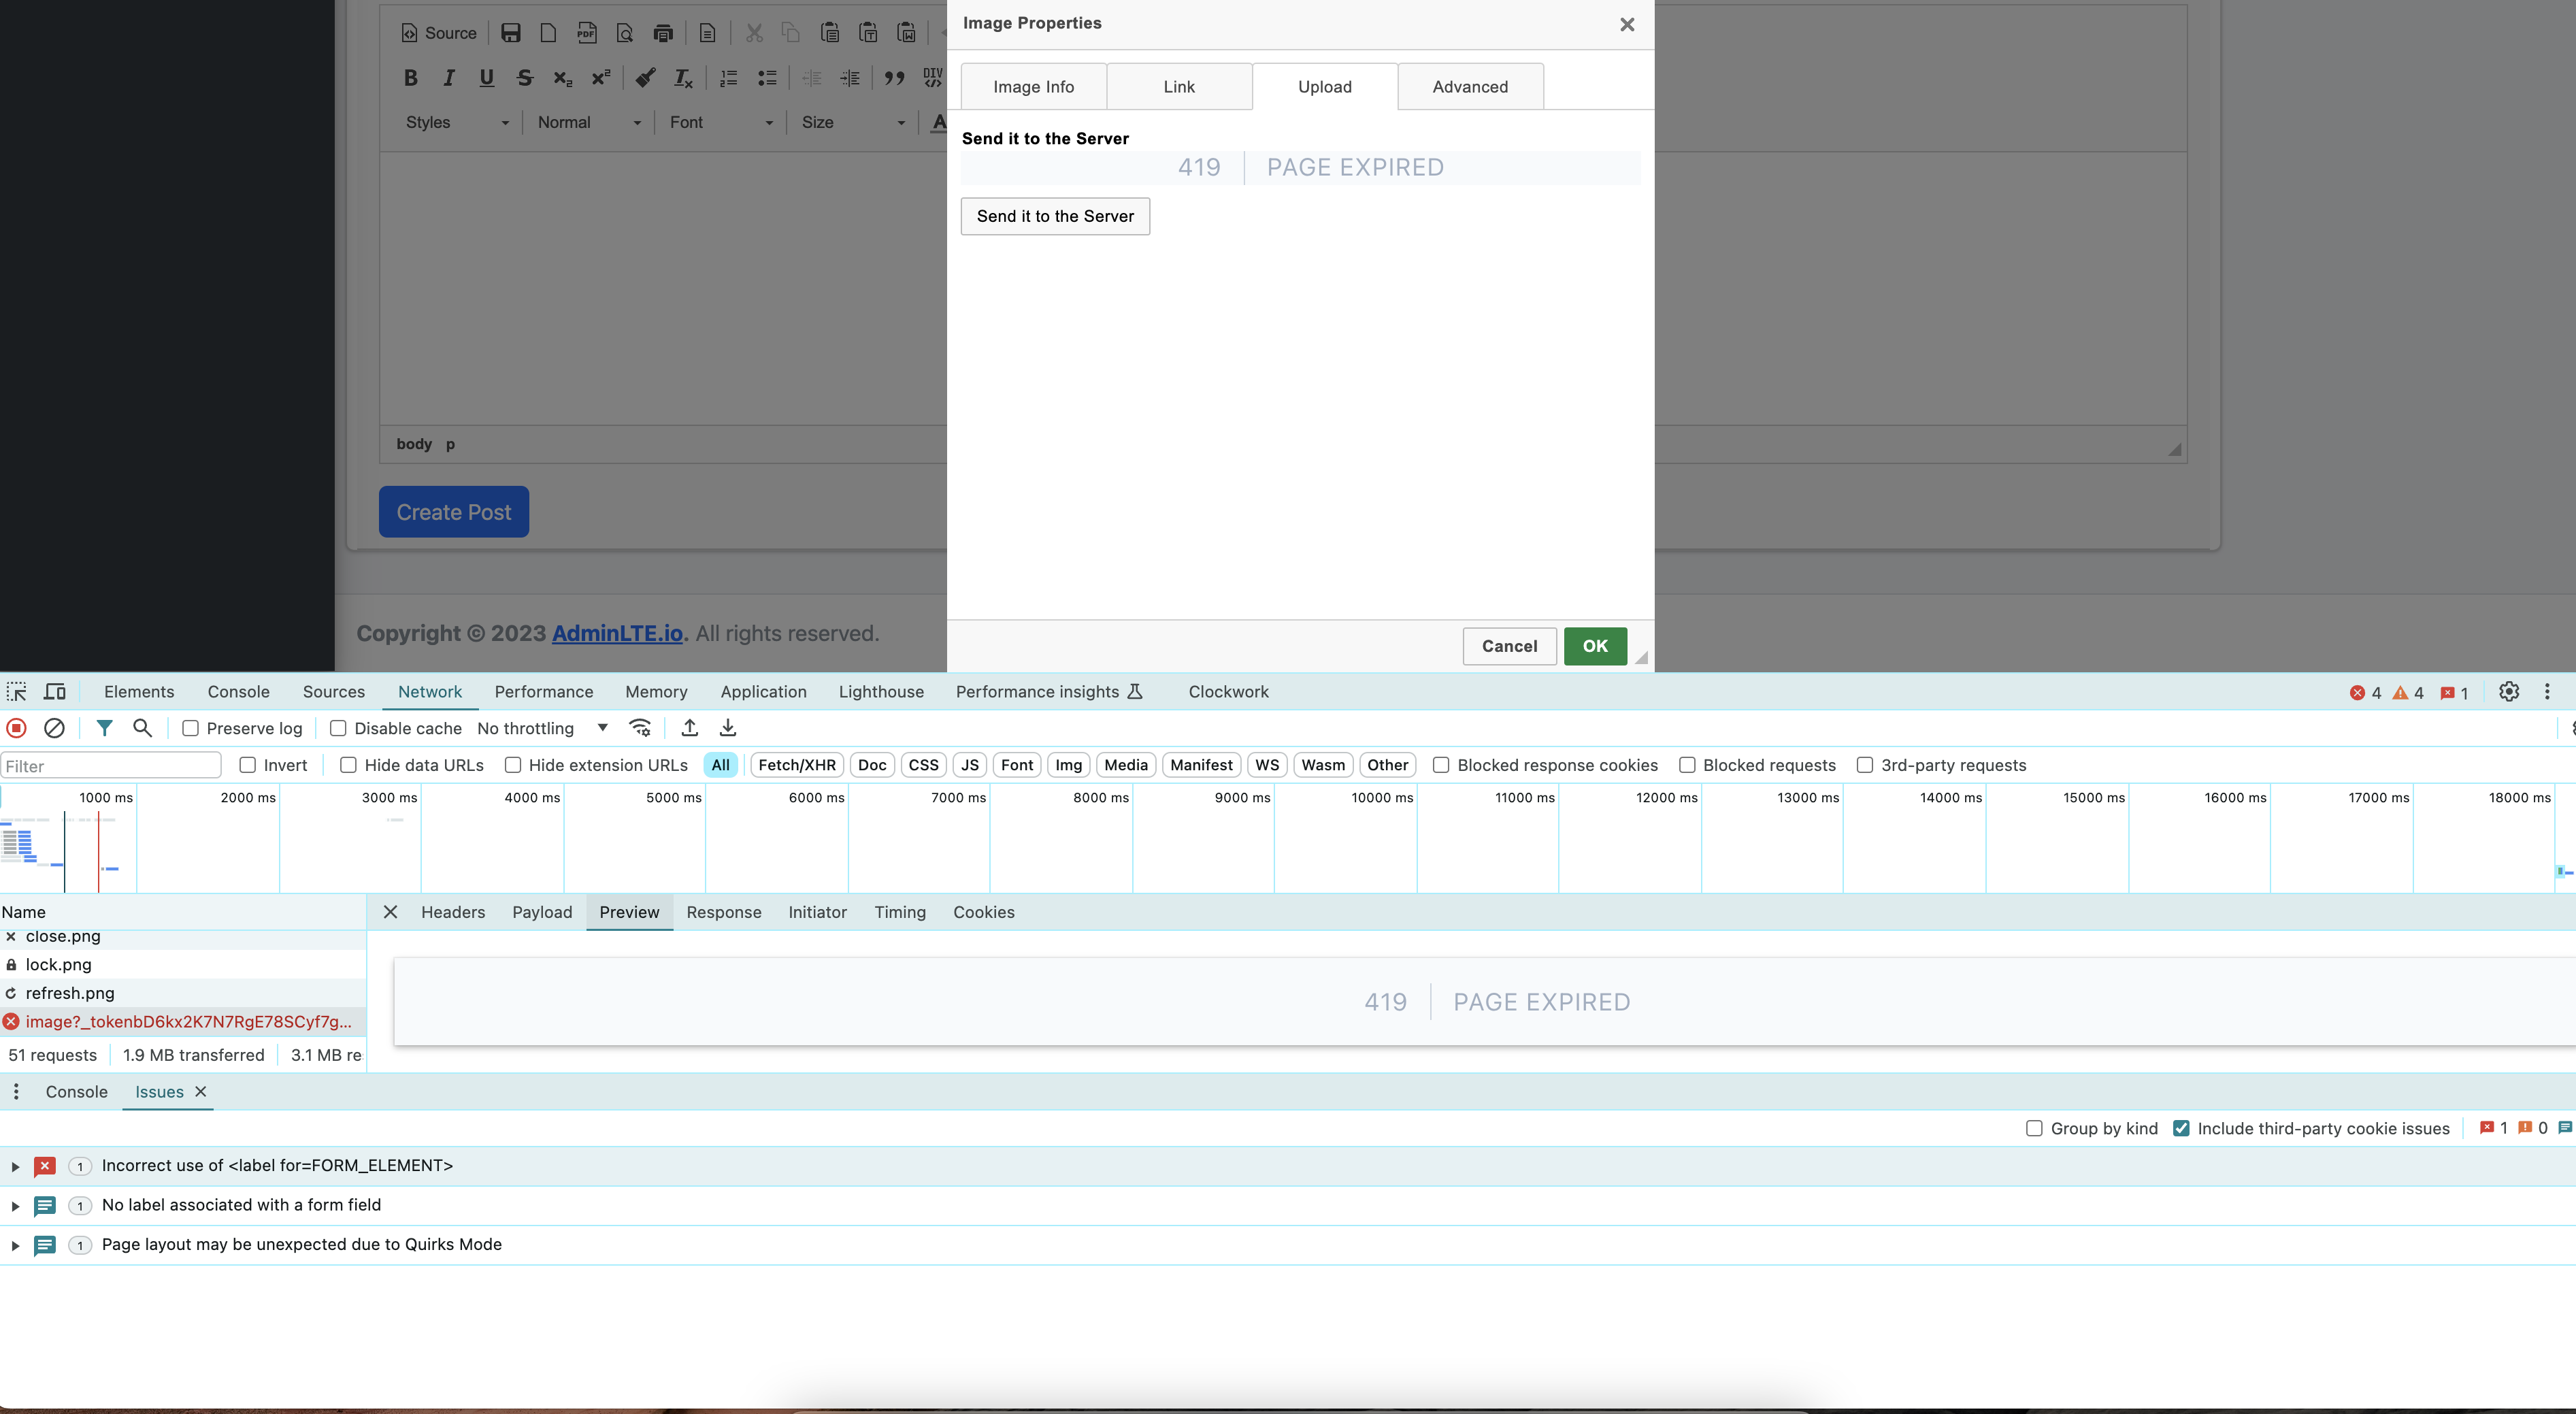 Image Properties
Source
PDF
B I U S x₂ x² Tx DIV
Styles Normal Font Size A
Image Info Link Upload Advanced
Send it to the Server
419 PAGE EXPIRED
Send it to the Server
body p
Create Post
Copyright © 2023 AdminLTE.io. All rights reserved.
Cancel OK
Elements Console Sources Network Performance Memory Application Lighthouse Performance insights Clockwork 4 4 1
Preserve log Disable cache No throttling
Filter Invert Hide data URLs Hide extension URLs All Fetch/XHR Doc CSS JS Font Img Media Manifest WS Wasm Other Blocked response cookies Blocked requests 3rd-party requests
1000 ms 2000 ms 3000 ms 4000 ms 5000 ms 6000 ms 7000 ms 8000 ms 9000 ms 10000 ms 11000 ms 12000 ms 13000 ms 14000 ms 15000 ms 16000 ms 17000 ms 18000 ms
Name Headers Payload Preview Response Initiator Timing Cookies
close.png
lock.png
refresh.png
image?_tokenbD6kx2K7N7RgE78SCyf7g...
419 PAGE EXPIRED
51 requests 1.9 MB transferred 3.1 MB re
Console Issues
Group by kind Include third-party cookie issues 1 0
1 Incorrect use of <label for=FORM_ELEMENT>
1 No label associated with a form field
1 Page layout may be unexpected due to Quirks Mode